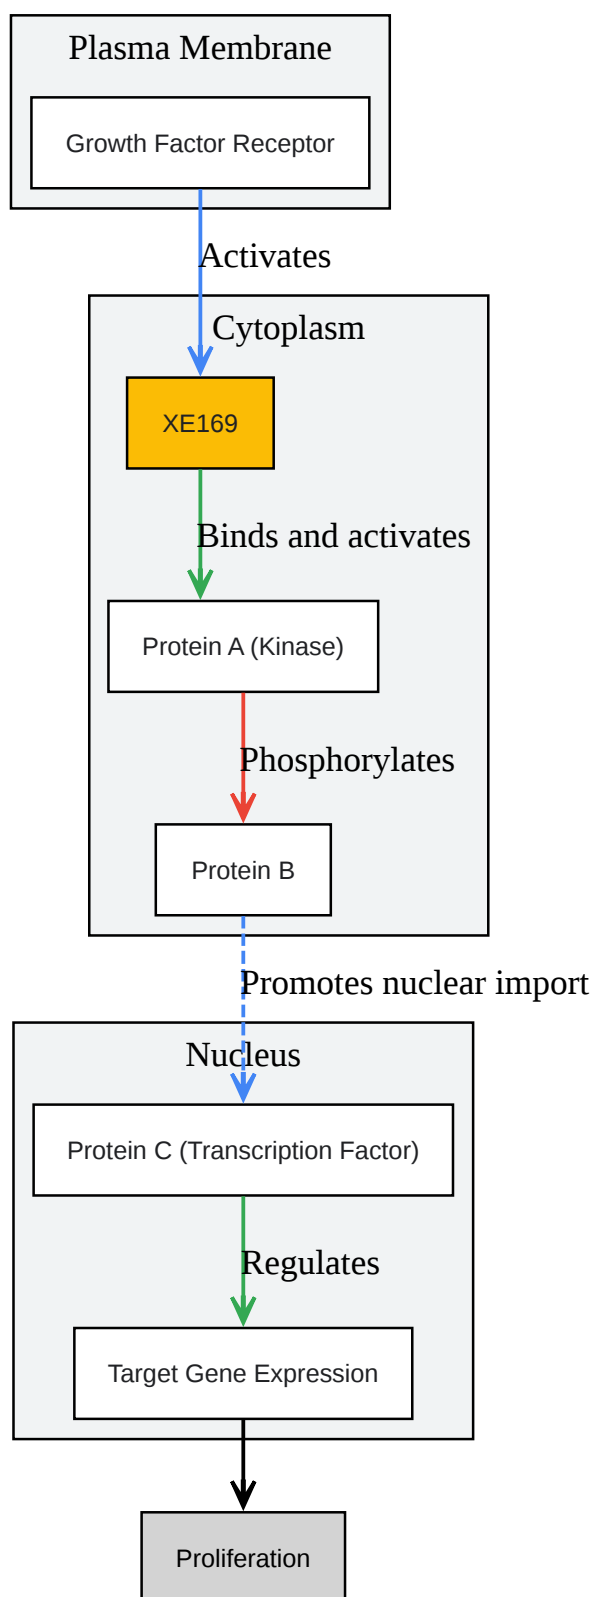 Plasma Membrane
Growth Factor Receptor
Activates
Cytoplasm
XE169
Binds and activates
Protein A (Kinase)
Phosphorylates
Protein B
Promotes nuclear import
Nucleus
Protein C (Transcription Factor)
Regulates
Target Gene Expression
Proliferation